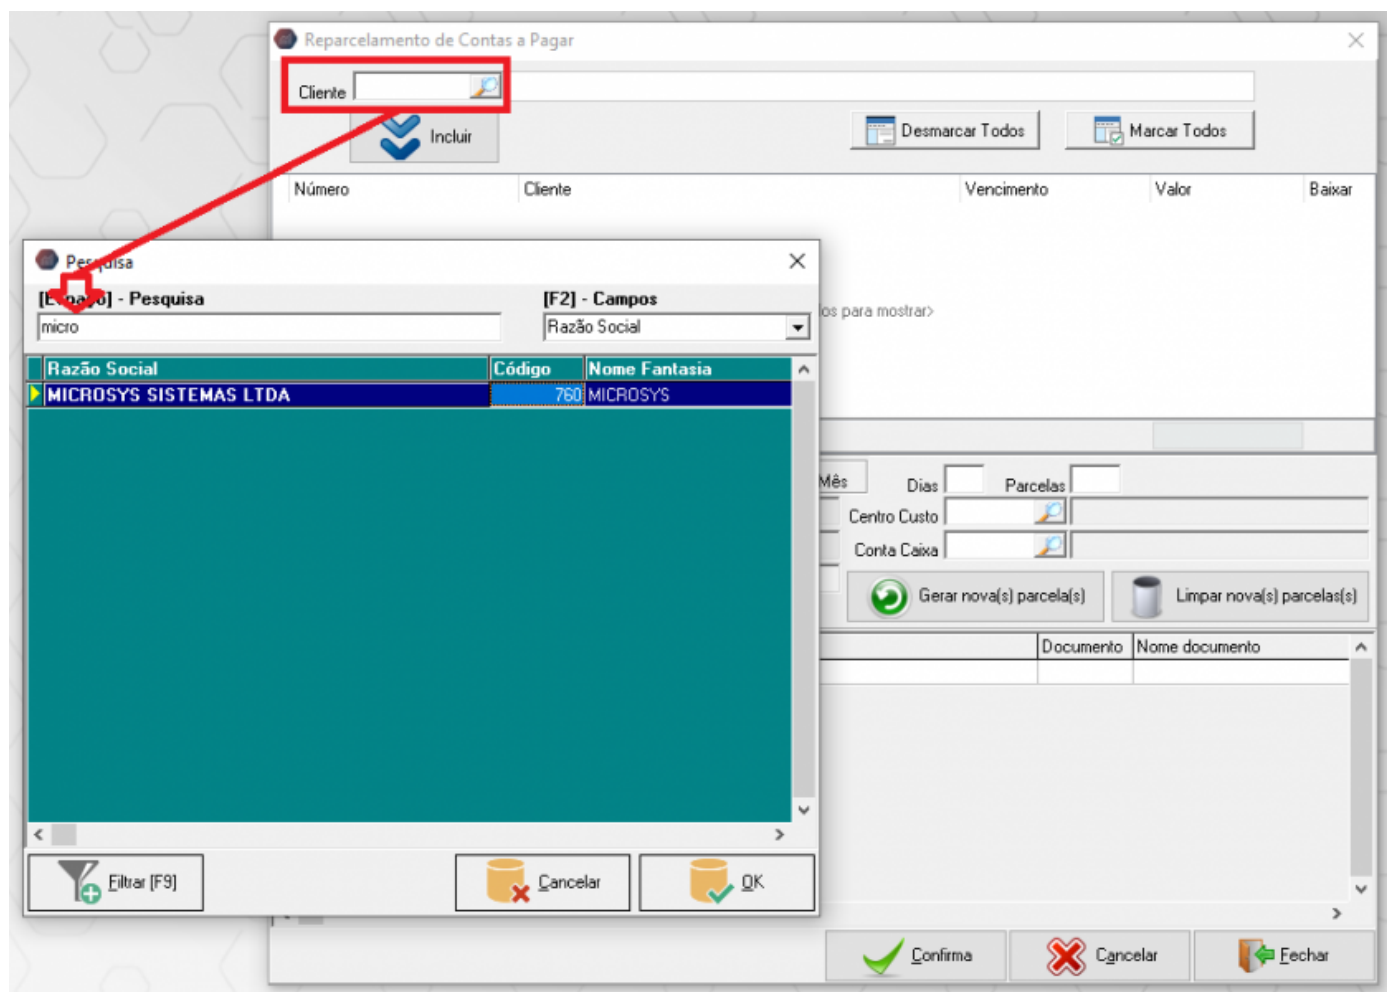 Reparcelamento de Contas a Pagar
Cliente
Incluir
Desmarcar Todos
Marcar Todos
Número Cliente Vencimento Valor Baixar
Pesquisa
- Pesquisa
[F2] - Campos
micro
Razão Social
os para mostrar>
Razão Social Código Nome Fantasia
MICROSYS SISTEMAS LTDA 760 MICROSYS
Mês Dias Parcelas
Centro Custo
Conta Caixa
Gerar nova(s) parcela(s)
Limpar nova(s) parcelas(s)
Documento Nome documento
Filtrar [F9]
Cancelar
OK
Confirma
Cancelar
Fechar